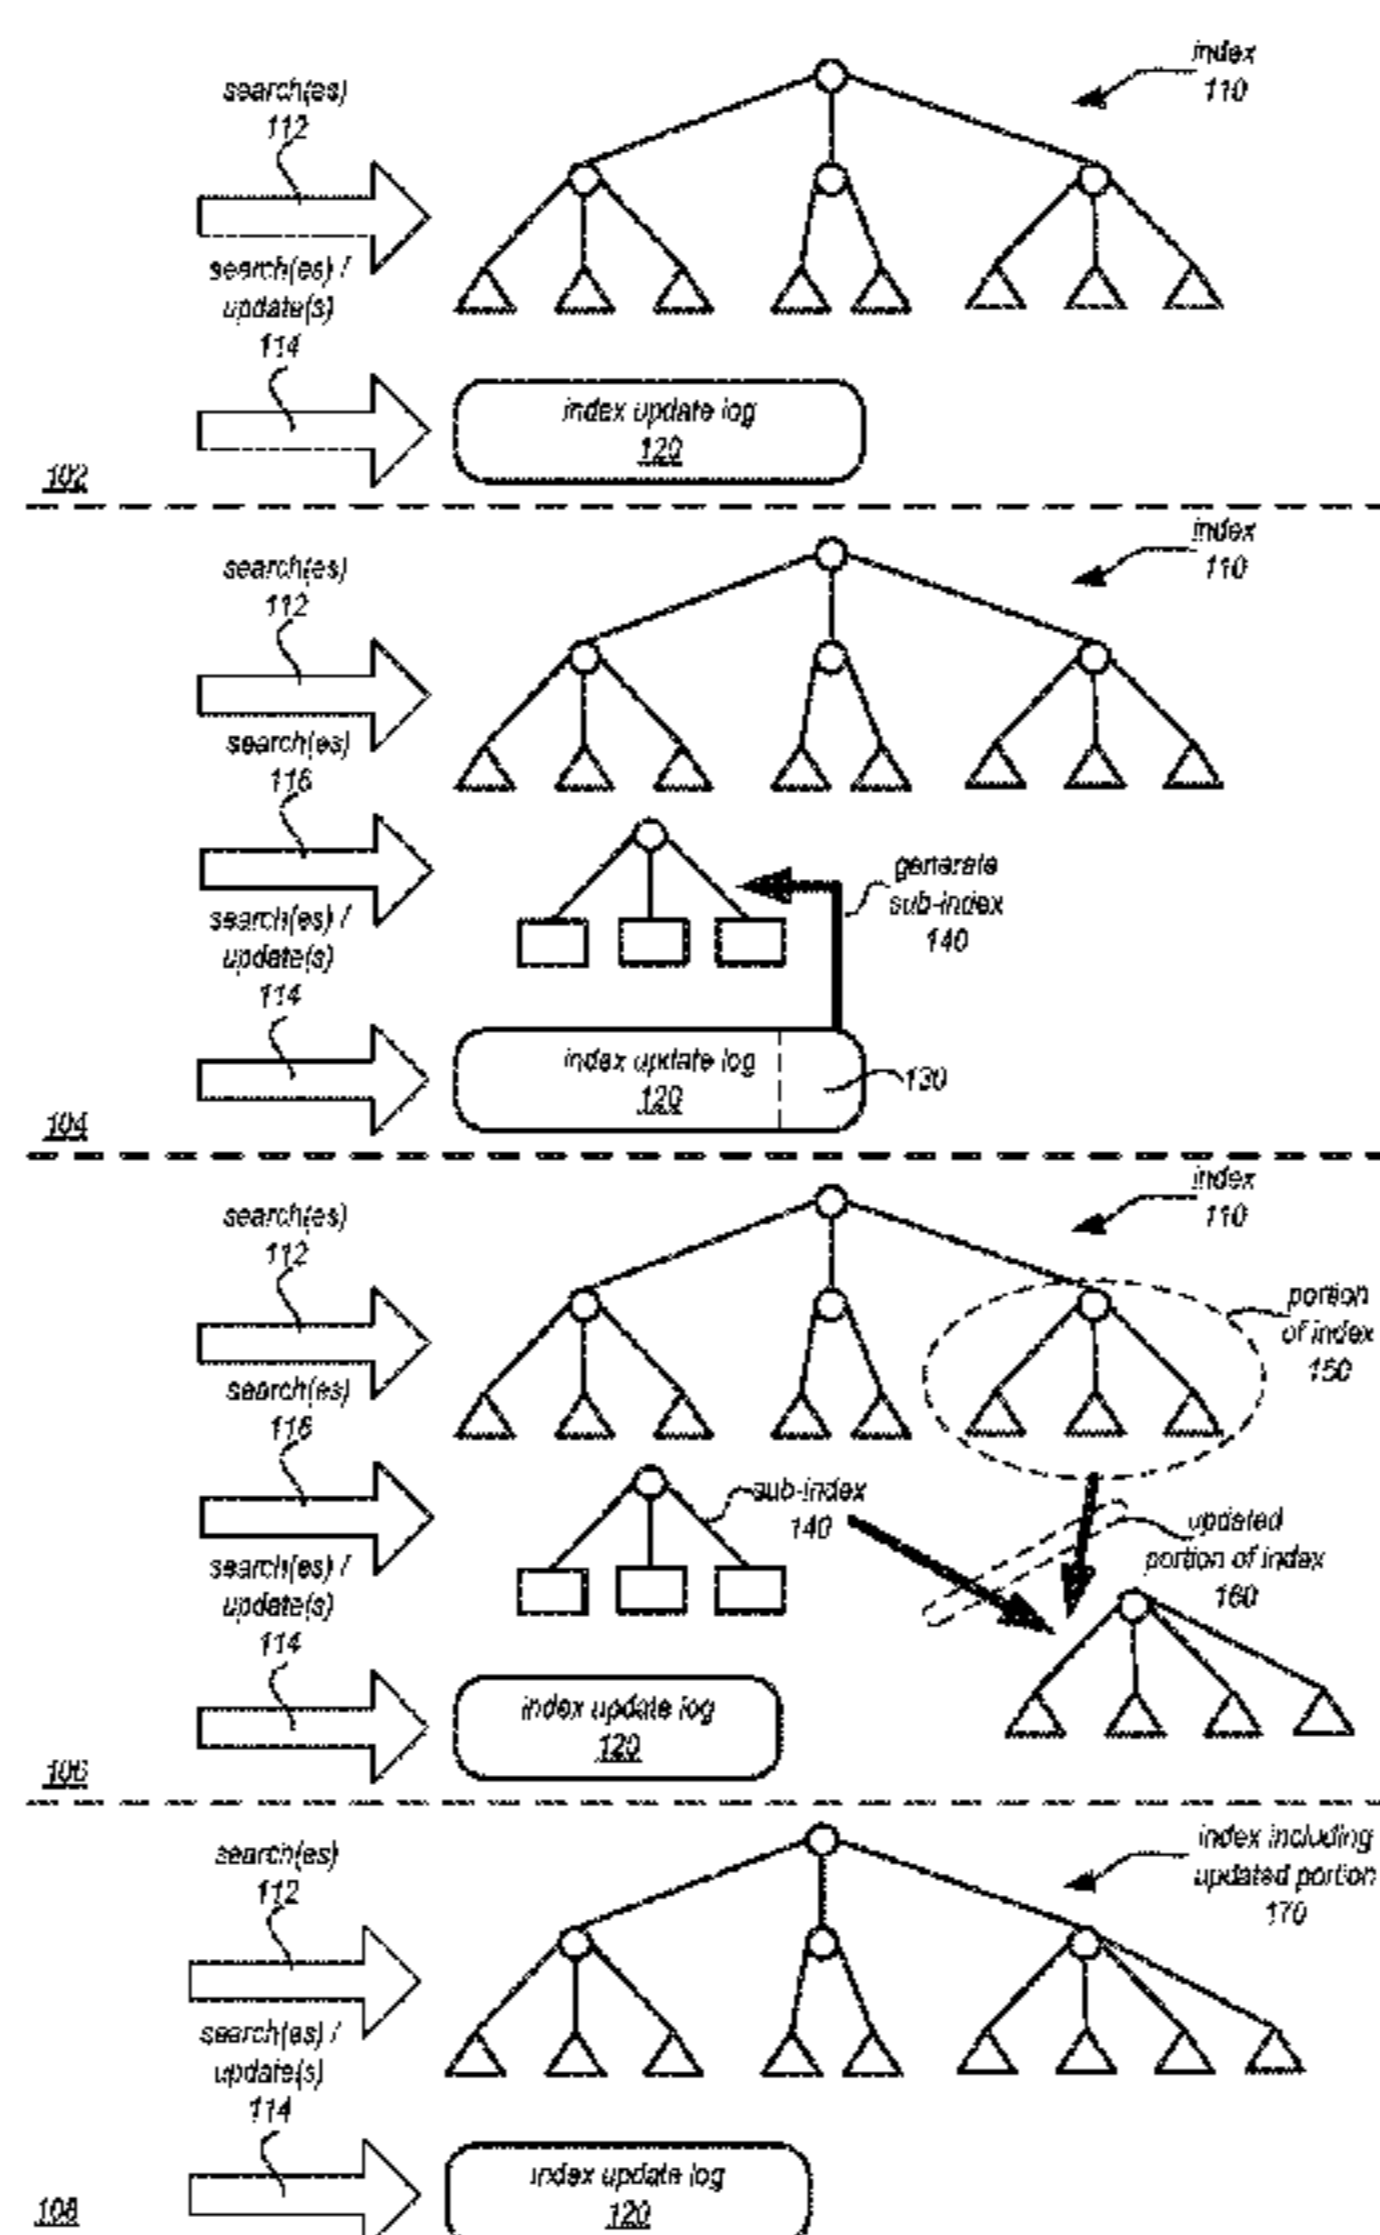 index
110
search(es)
112
search(es) /
update(s)
114
index update log
120
102
index
110
search(es)
112
search(es)
116
generate
sub-index
140
search(es) /
update(s)
114
index update log
120
130
104
index
110
search(es)
112
portion
of index
150
search(es)
116
sub-index
140
updated
portion of index
160
search(es) /
update(s)
114
index update log
120
106
index including
updated portion
170
search(es)
112
search(es) /
update(s)
114
index update log
120
108